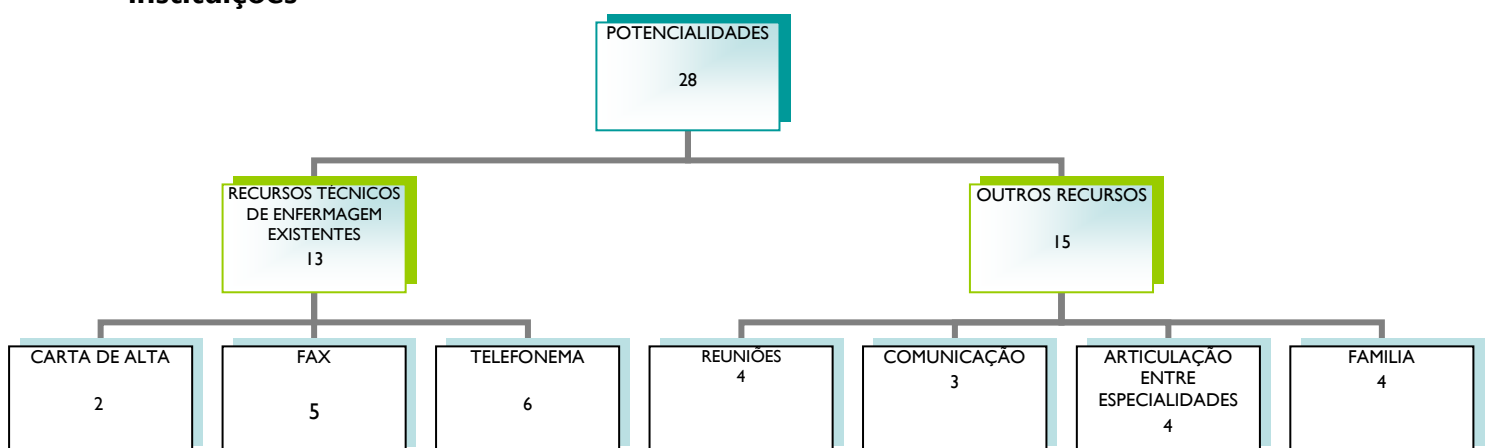 instituições
POTENCIALIDADES
28
RECURSOS TÉCNICOS
DE ENFERMAGEM
EXISTENTES
13
OUTROS RECURSOS
15
CARTA DE ALTA
2
FAX
5
TELEFONEMA
6
REUNIÕES
4
COMUNICAÇÃO
3
ARTICULAÇÃO
ENTRE
ESPECIALIDADES
4
FAMILIA
4